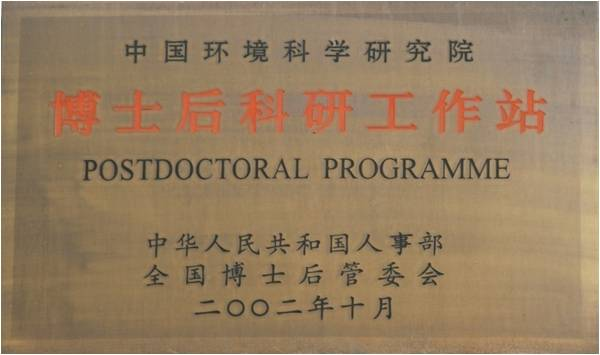 中国环境科学研究院
博士后科研工作站
POSTDOCTORAL PROGRAMME
中华人民共和国人事部
全国博士后管委会
二〇〇二年十月